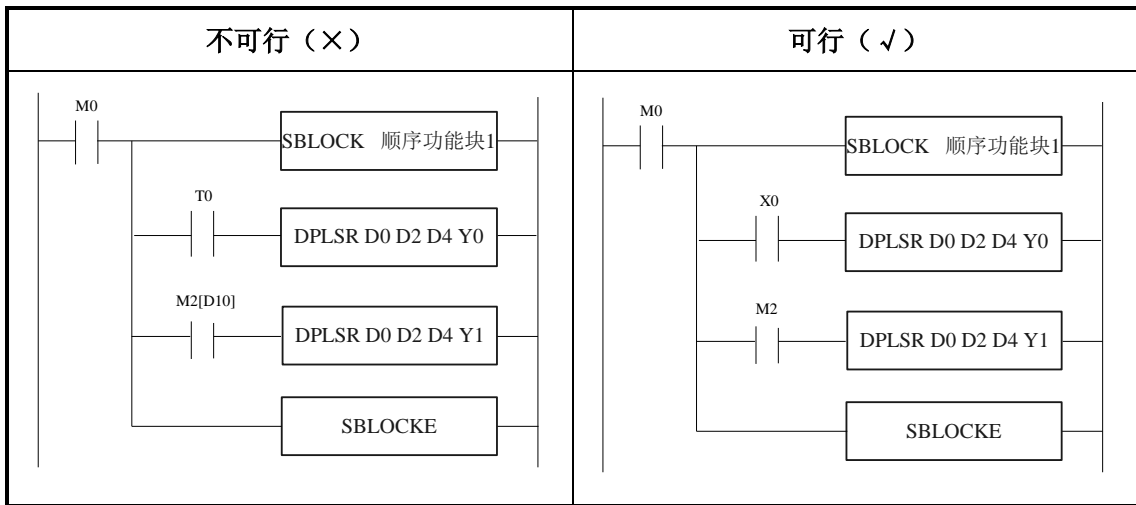 不可行（×）
可行（√）
M0
SBLOCK 顺序功能块1
T0
DPLSR D0 D2 D4 Y0
M2[D10]
DPLSR D0 D2 D4 Y1
SBLOCKE
M0
SBLOCK 顺序功能块1
X0
DPLSR D0 D2 D4 Y0
M2
DPLSR D0 D2 D4 Y1
SBLOCKE